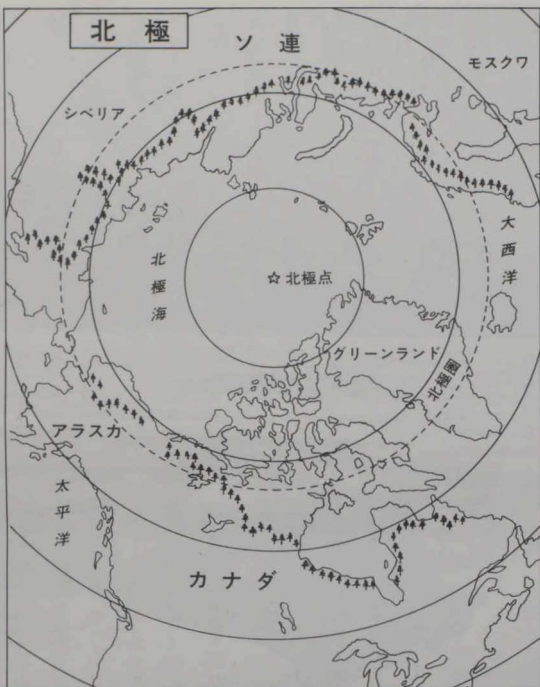 北極
ソ連
モスクワ
シベリア
大西洋
北極海
☆北極点
グリーンランド
北極圏
アラスカ
太平洋
カナダ